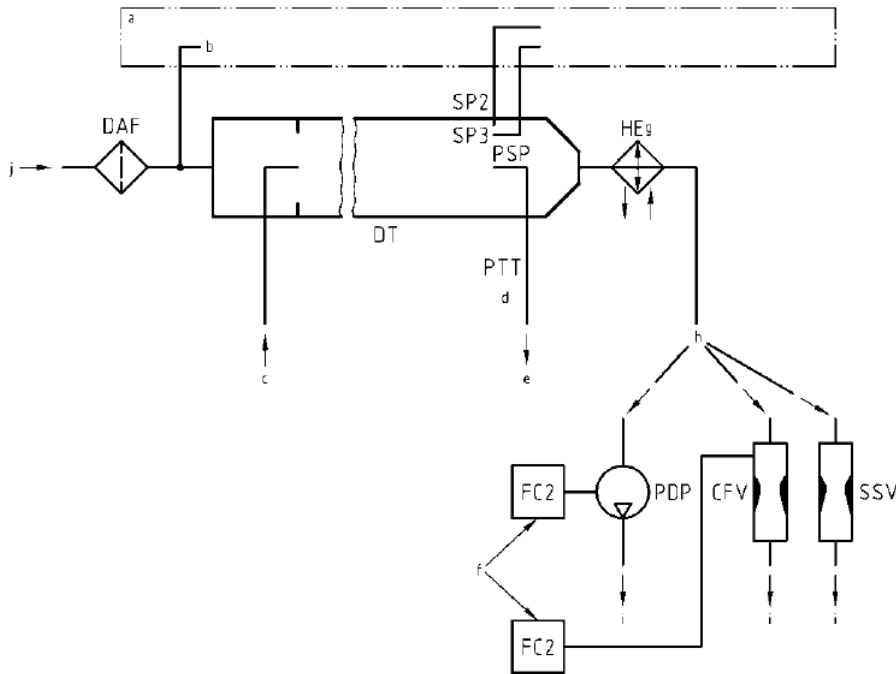 a
b
SP2
DAF
SP3
HE g
PSP
j
DT
PTT
d
h
c
e
FC2
PDP
CFV
SSV
f
i
i
i
FC2